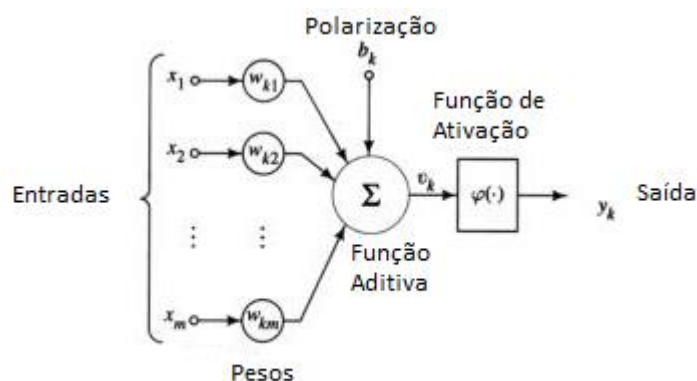 Polarização
b_k
x_1 w_k1
Função de
Ativação
x_2 w_k2
Entradas
Σ
v_k
φ(·)
y_k
Saída
⋮ ⋮
Função
Aditiva
x_m w_km
Pesos